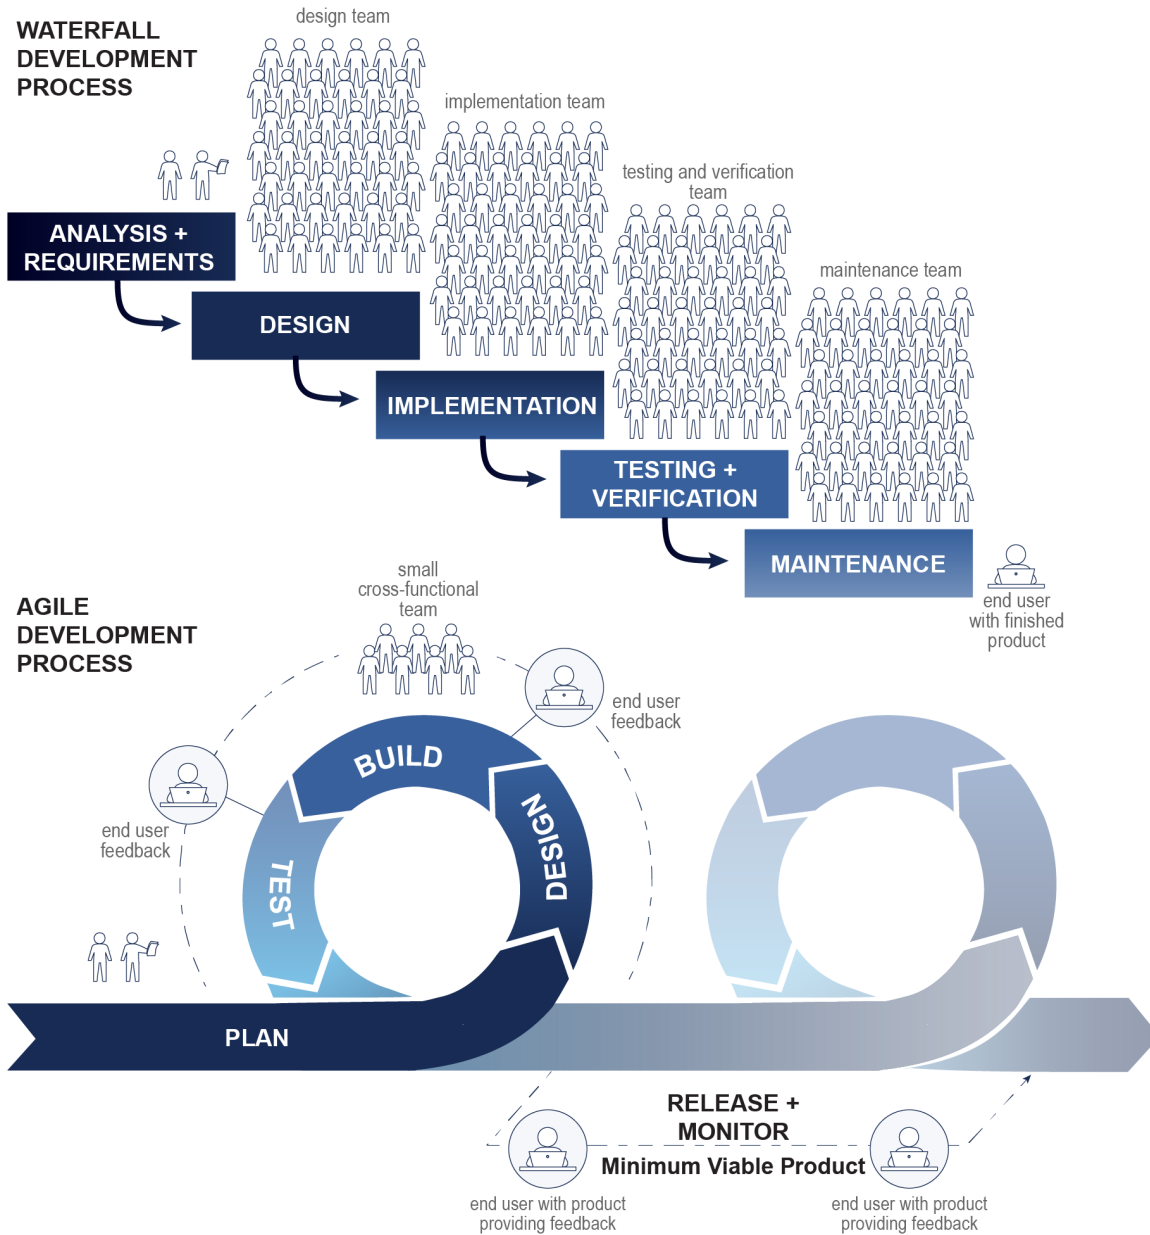 WATERFALL
DEVELOPMENT
PROCESS
design team
implementation team
testing and verification
team
maintenance team
ANALYSIS +
REQUIREMENTS
DESIGN
IMPLEMENTATION
TESTING +
VERIFICATION
MAINTENANCE
end user
with finished
product
AGILE
DEVELOPMENT
PROCESS
small
cross-functional
team
end user
feedback
end user
feedback
BUILD
DESIGN
TEST
PLAN
RELEASE +
MONITOR
Minimum Viable Product
end user with product
providing feedback
end user with product
providing feedback